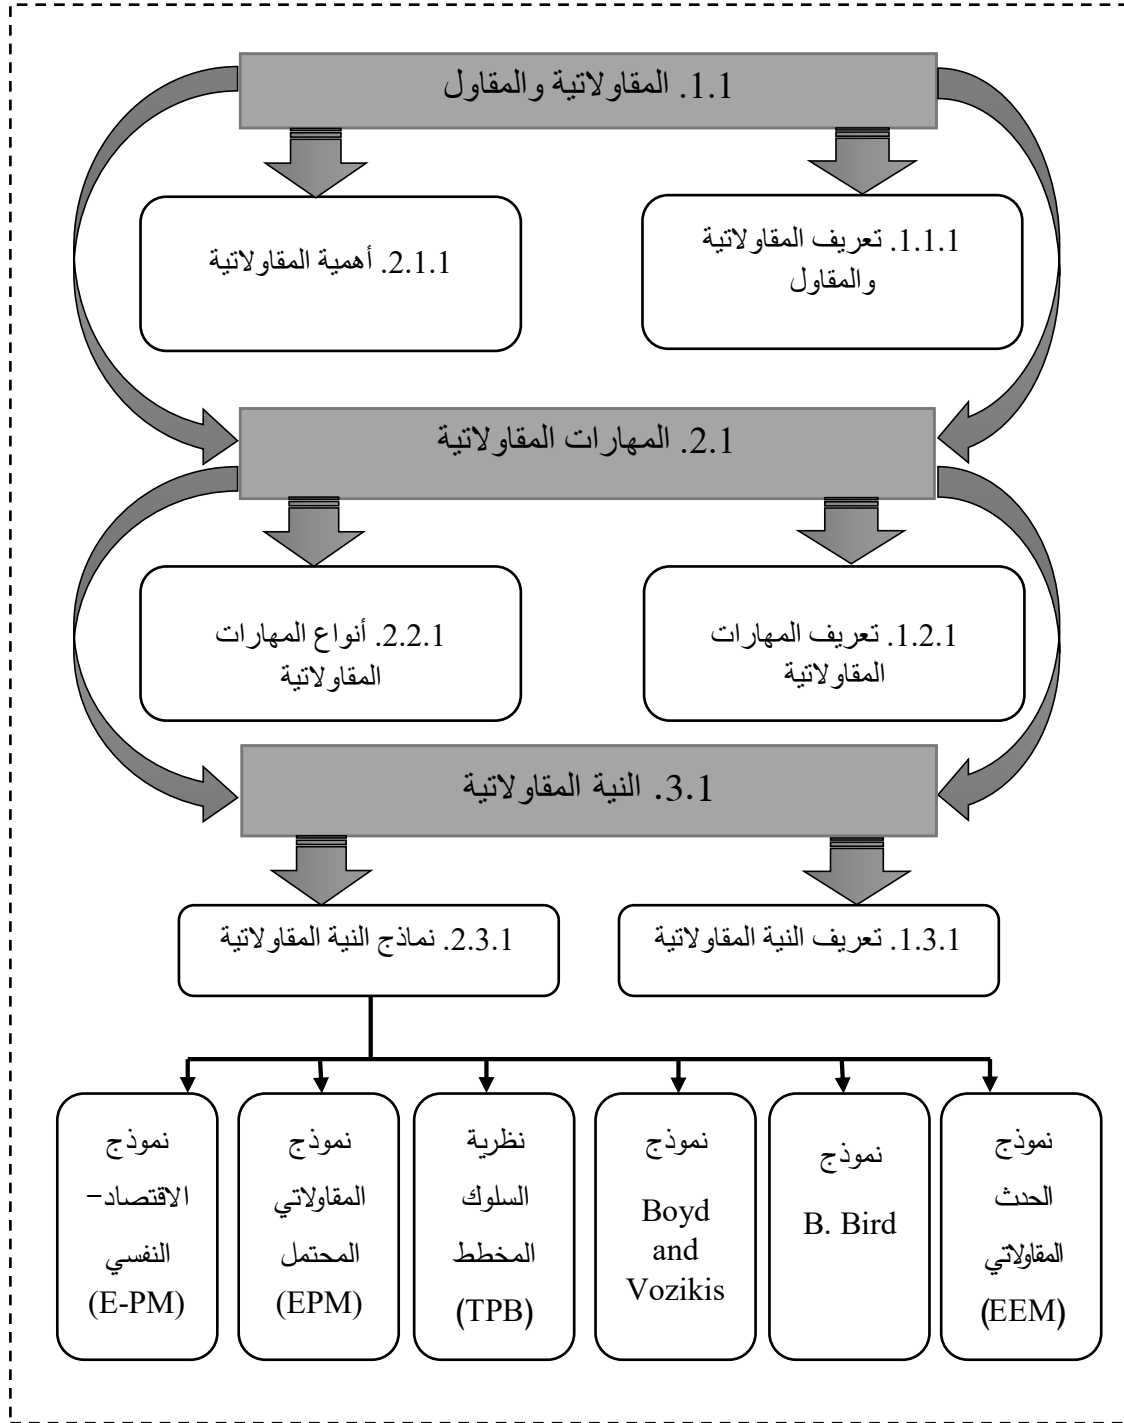 1.1. المقاولاتية والمقاول
1.1.1. تعريف المقاولاتية
والمقاول
2.1.1. أهمية المقاولاتية
2.1. المهارات المقاولاتية
1.2.1. تعريف المهارات
المقاولاتية
2.2.1. أنواع المهارات
المقاولاتية
3.1. النية المقاولاتية
1.3.1. تعريف النية المقاولاتية
2.3.1. نماذج النية المقاولاتية
نموذج
الحدث
المقاولاتي
(EEM)
نموذج
B. Bird
نموذج
Boyd
and
Vozikis
نظرية
السلوك
المخطط
(TPB)
نموذج
المقاولاتي
المحتمل
(EPM)
نموذج
الاقتصاد-
النفسي
(E-PM)